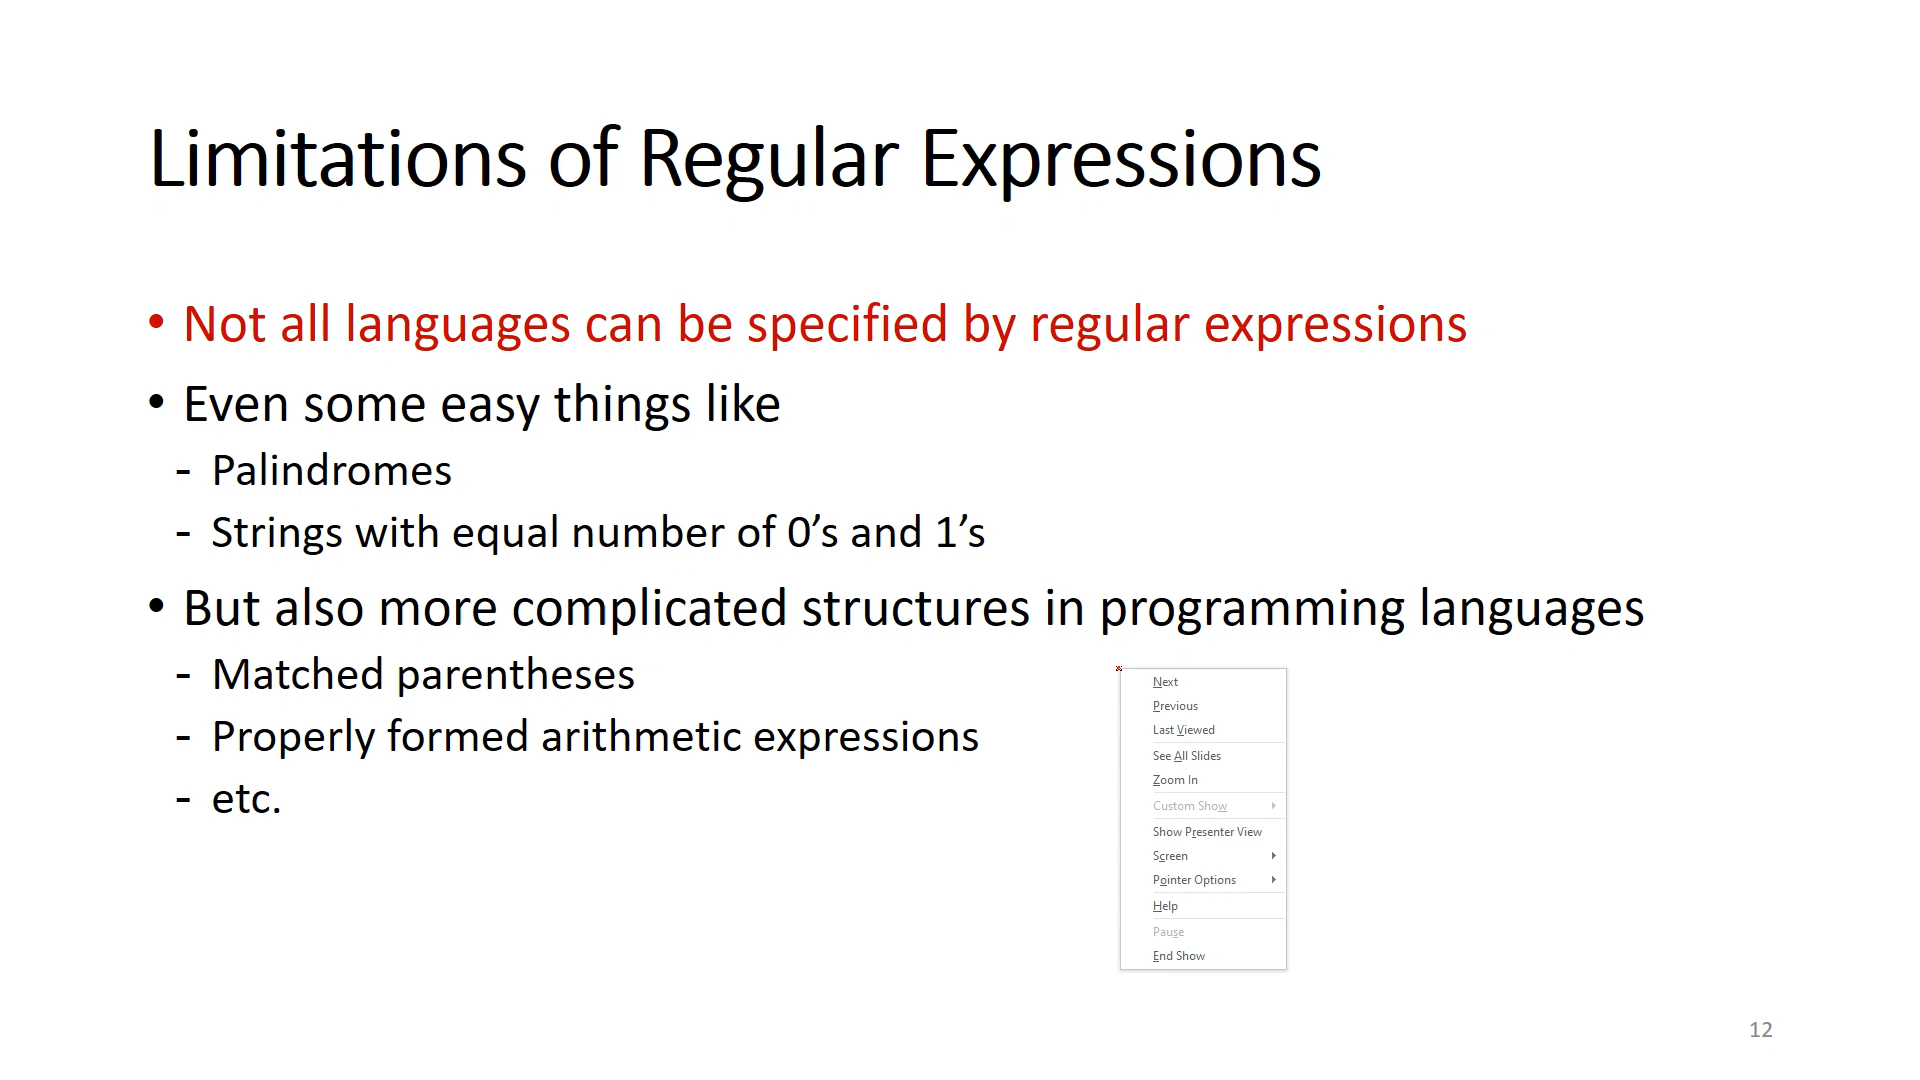 Limitations of Regular Expressions
• Not all languages can be specified by regular expressions
• Even some easy things like
- Palindromes
- Strings with equal number of 0’s and 1’s
• But also more complicated structures in programming languages
- Matched parentheses
- Properly formed arithmetic expressions
- etc.
Next
Previous
Last Viewed
See All Slides
Zoom In
Custom Show
Show Presenter View
Screen
Pointer Options
Help
Pause
End Show
12